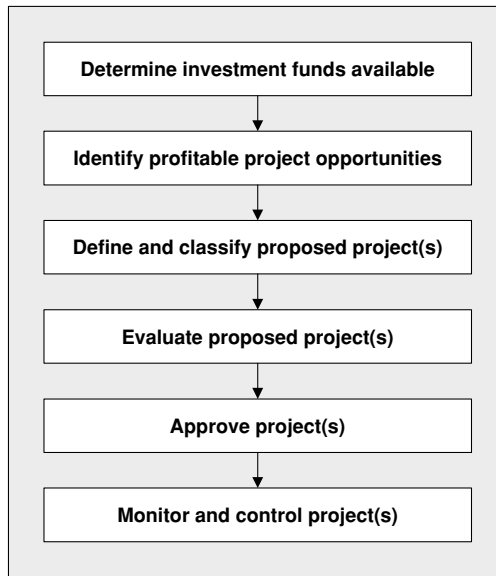 Determine investment funds available
Identify profitable project opportunities
Define and classify proposed project(s)
Evaluate proposed project(s)
Approve project(s)
Monitor and control project(s)